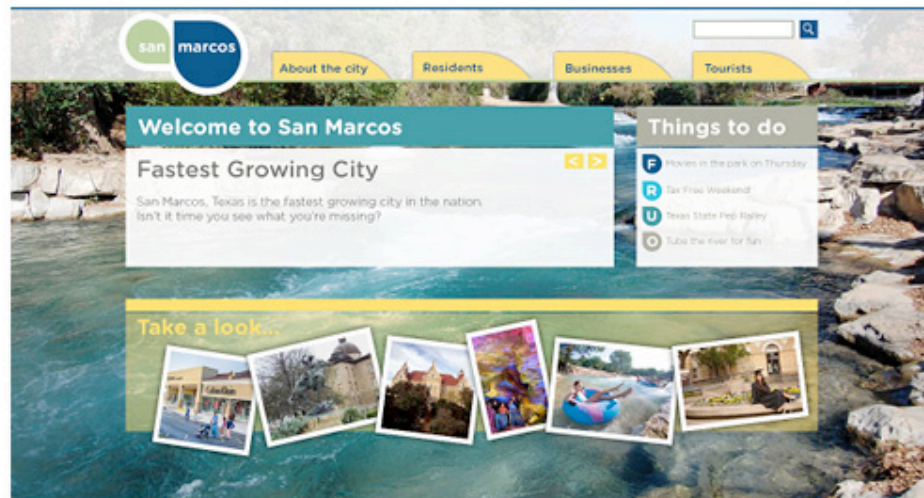 san marcos
About the city
Residents
Businesses
Tourists
Welcome to San Marcos
Things to do
Fastest Growing City
< >
San Marcos, Texas is the fastest growing city in the nation.
Isn't it time you see what you're missing?
F Movies in the park on Thursday
R Tax Free Weekend!
U Texas State Pep Ralley
O Tube the river for fun
Take a look...